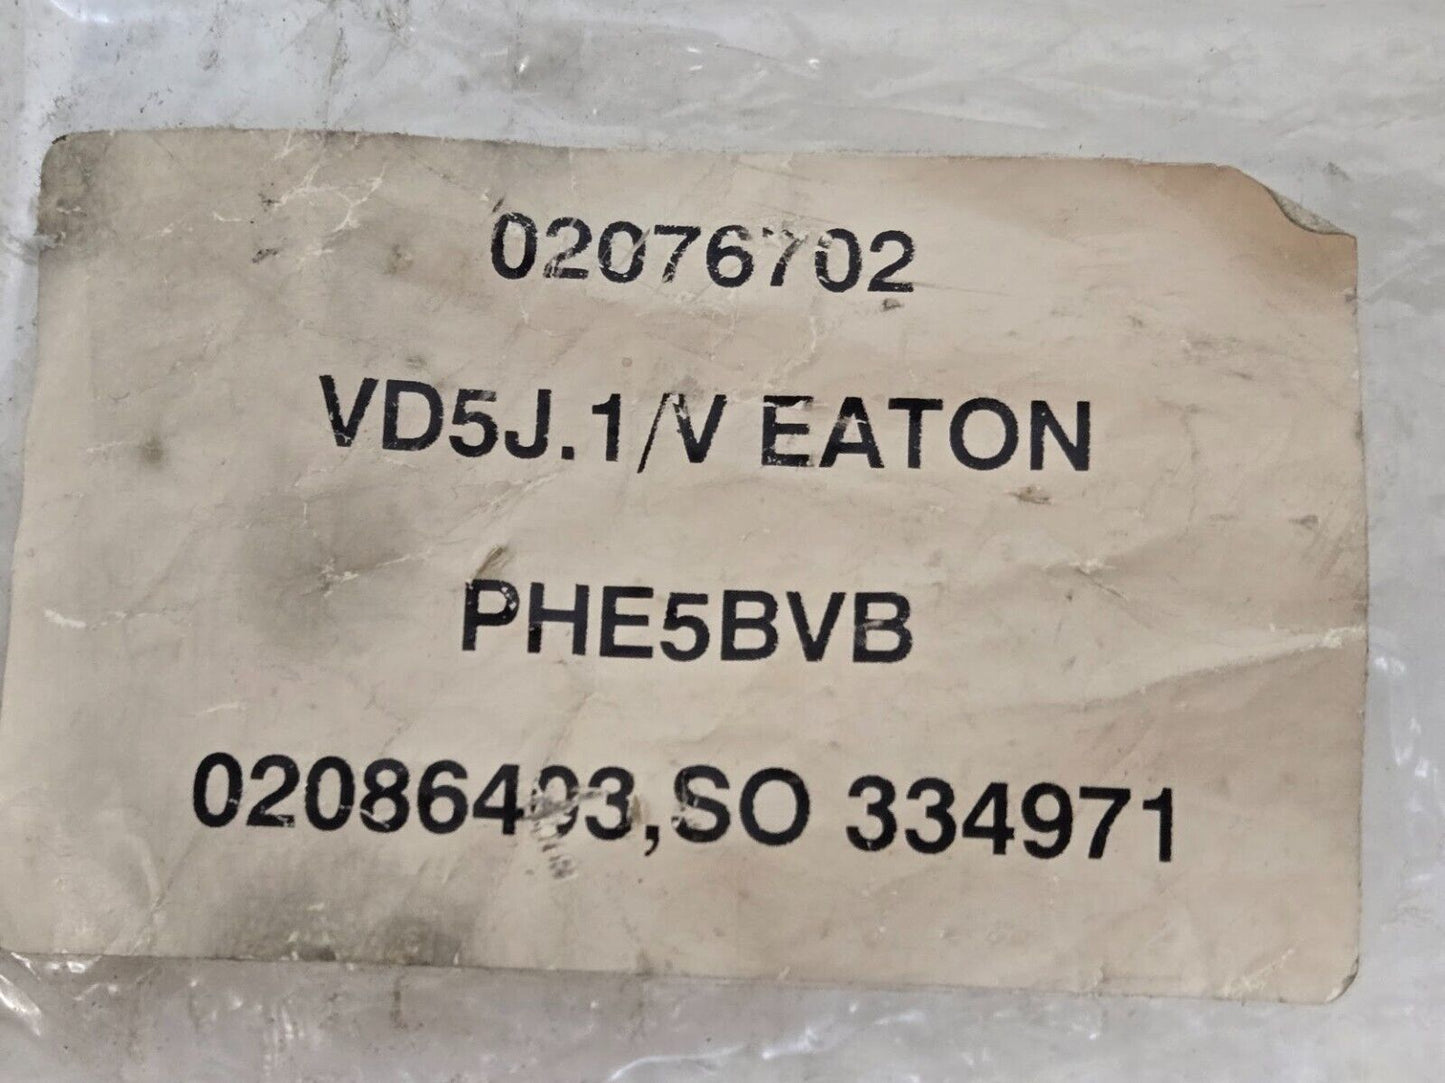 02076702
VD5J.1/V EATON
PHE5BVB
02086493,SO 334971